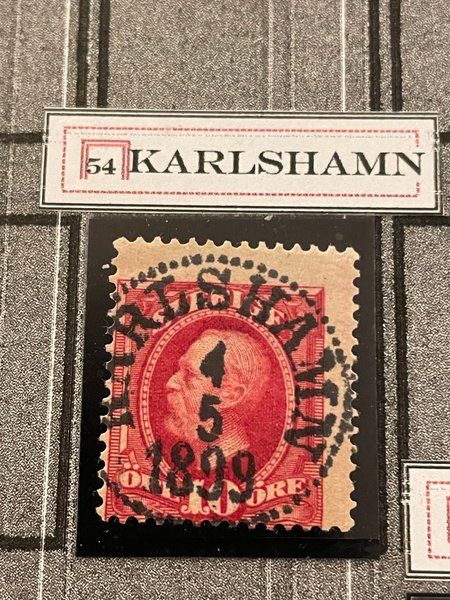 54 KARLSHAMN
KARLSHAMN
SVERIGE
4
5
1899
ÖRE 10 ÖRE